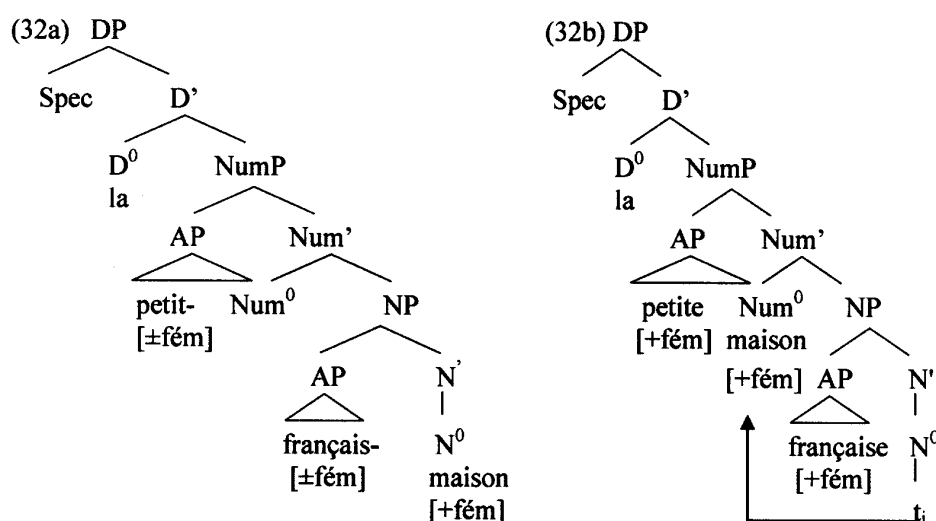 (32a) DP
Spec D’
D⁰ NumP
la
AP Num’
petit- Num⁰ NP
[±fém]
AP N’
français- N⁰
[±fém] maison
[+fém]
(32b) DP
Spec D’
D⁰ NumP
la
AP Num’
petite Num⁰ NP
[+fém] maison
[+fém] AP N'
française N⁰
[+fém]
tᵢ